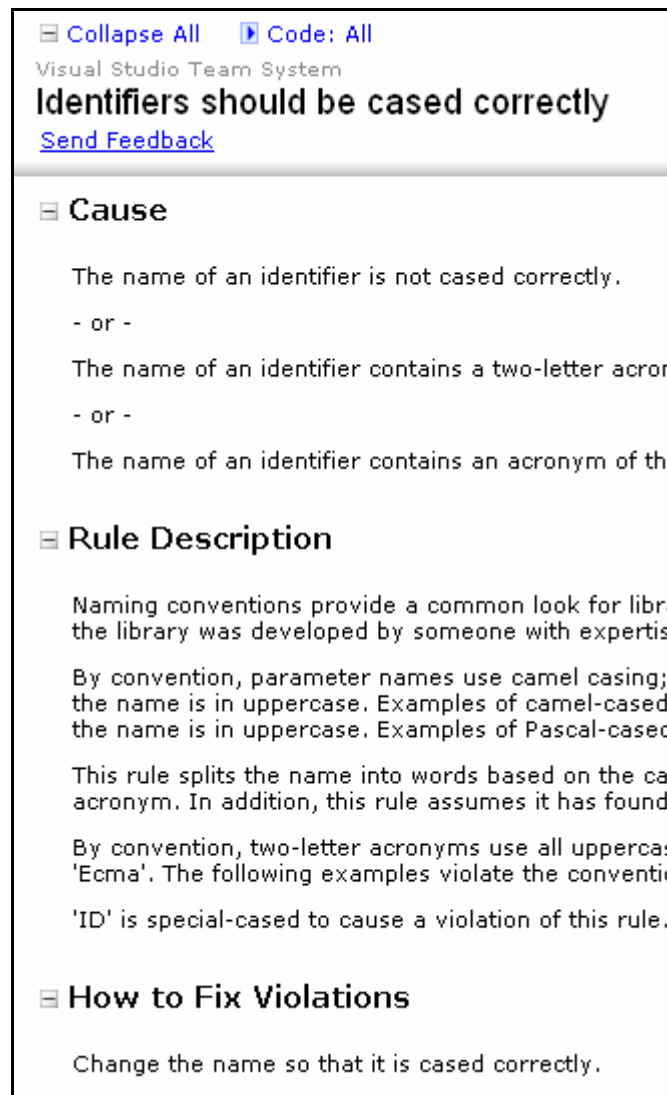 Collapse All Code: All
Visual Studio Team System
Identifiers should be cased correctly
Send Feedback
Cause
The name of an identifier is not cased correctly.
- or -
The name of an identifier contains a two-letter
- or -
The name of an identifier contains an acronym of
Rule Description
Naming conventions provide a common look for
the library was developed by someone with
By convention, parameter names use camel casing;
the name is in uppercase. Examples of camel-cased
the name is in uppercase. Examples of Pascal-cased
This rule splits the name into words based on the
acronym. In addition, this rule assumes it has found
By convention, two-letter acronyms use all
'Ecma'. The following examples violate the
'ID' is special-cased to cause a violation of this rule.
How to Fix Violations
Change the name so that it is cased correctly.